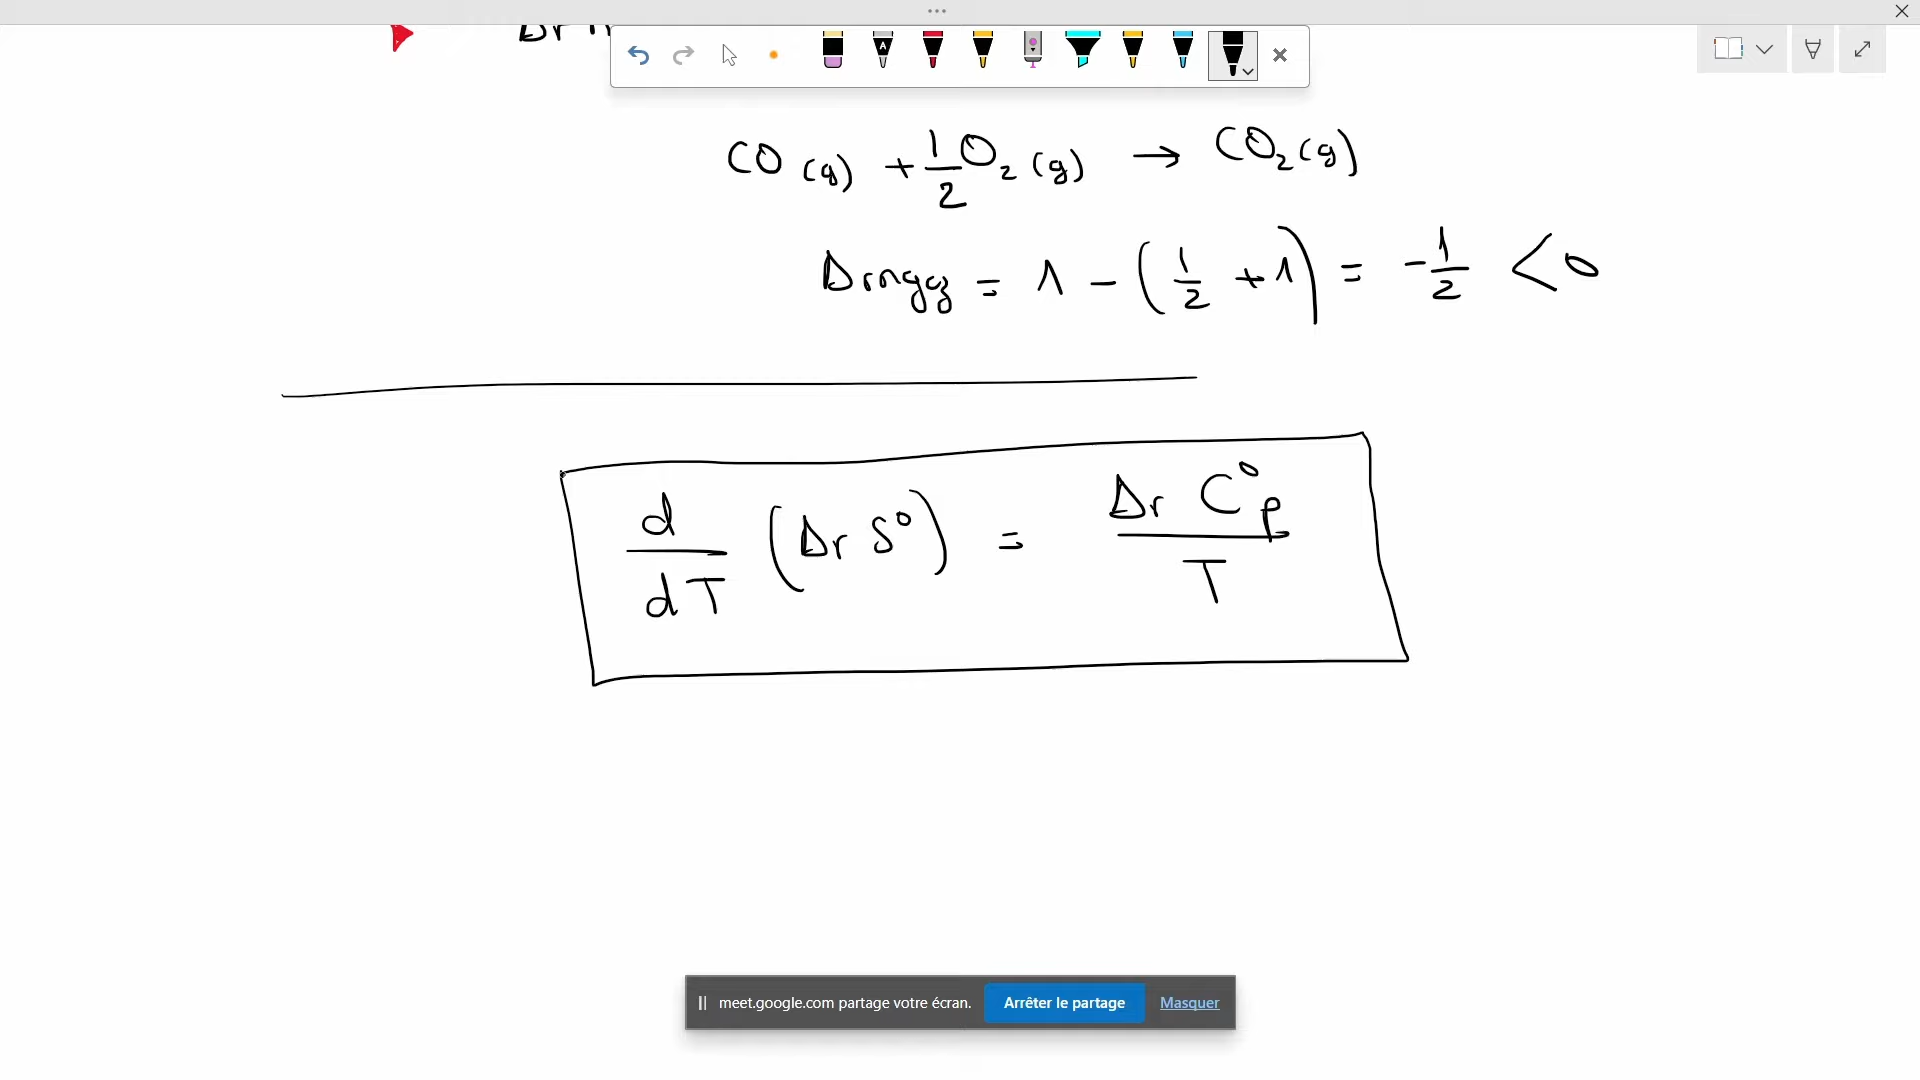 CO (g) + 1/2 O₂ (g) → CO₂ (g)
Δrngaz = 1 - (1/2 + 1) = -1/2 < 0
d/dT (Δr S°) = Δr C°p / T
meet.google.com partage votre écran. Arrêter le partage Masquer